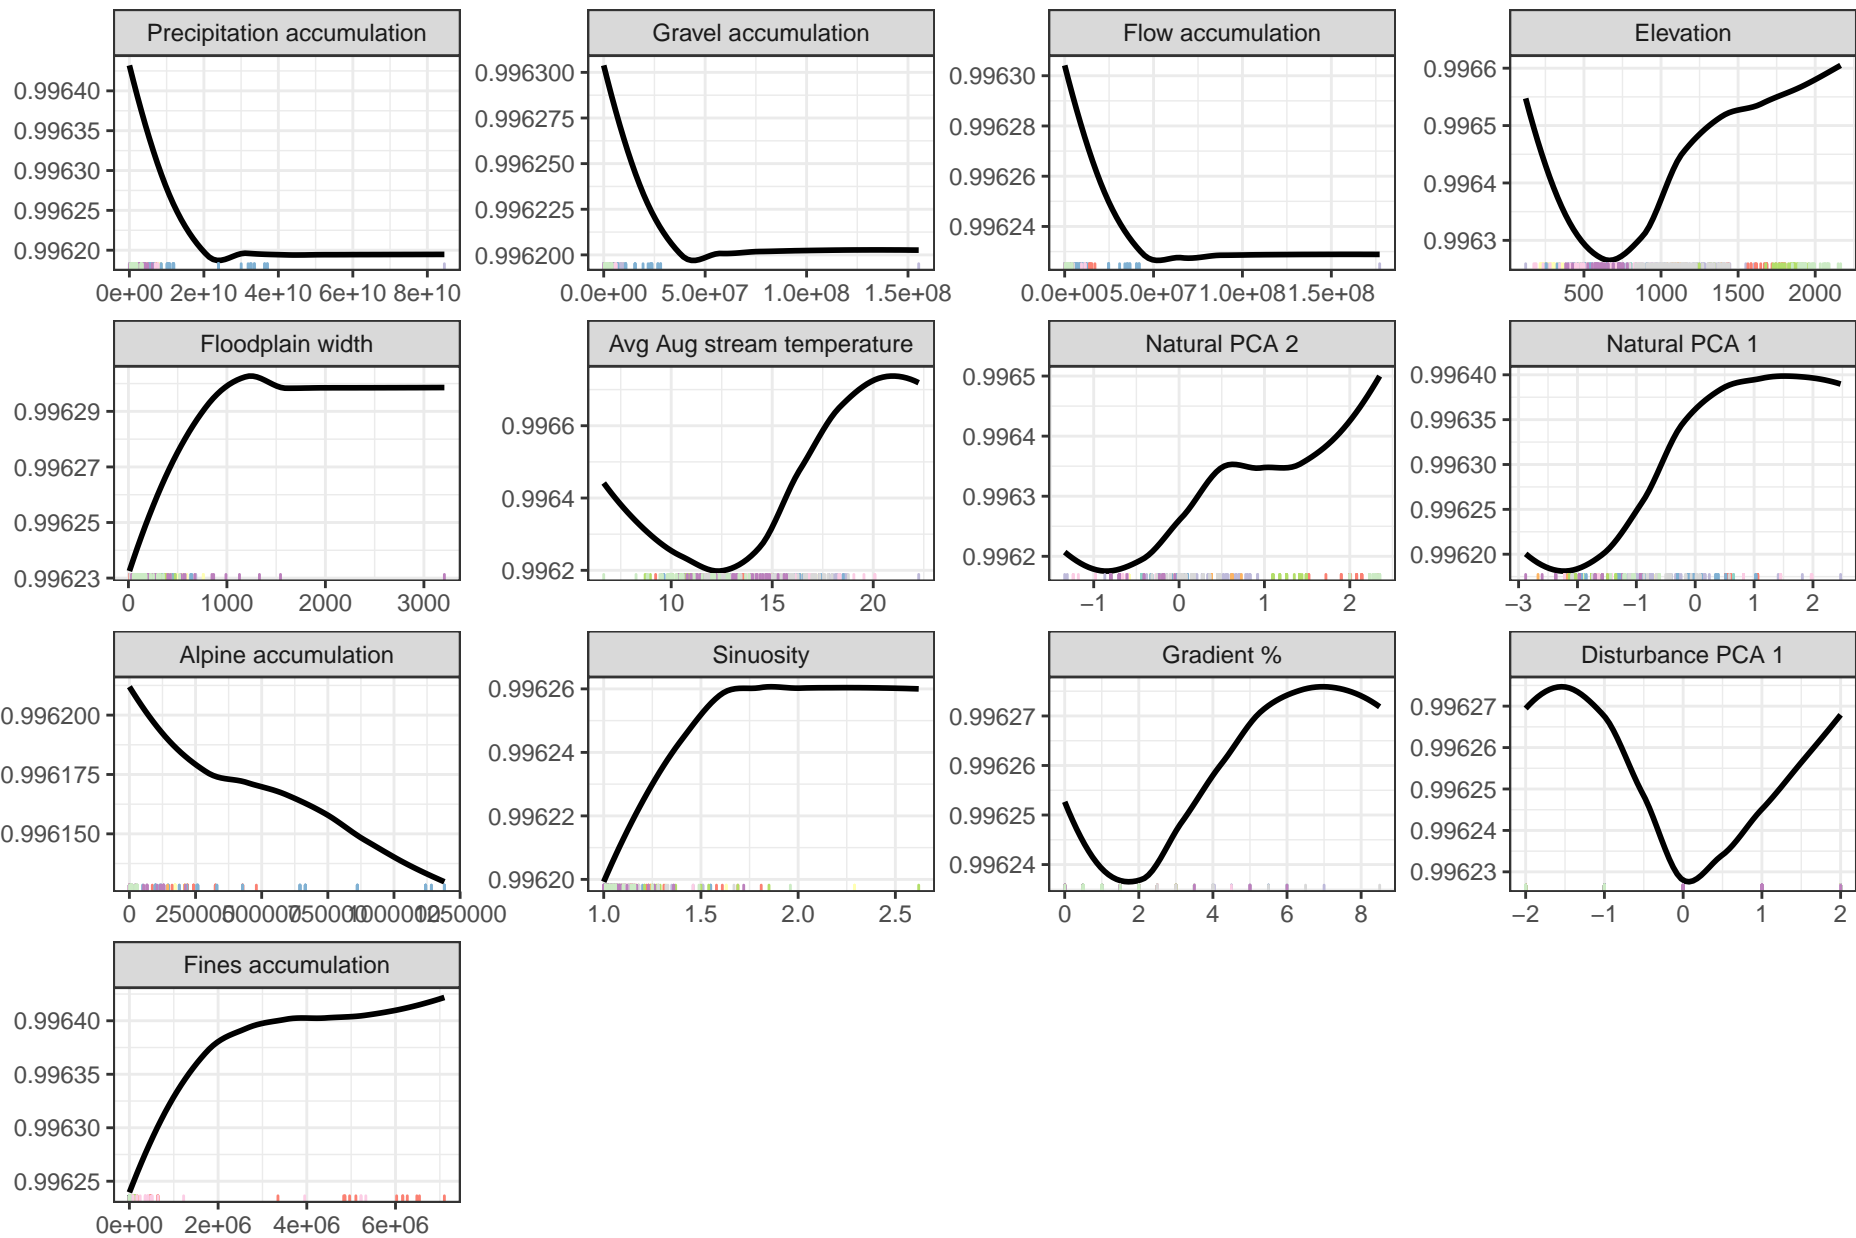 Precipitation accumulation
0.99640
0.99635
0.99630
0.99625
0.99620
0e+00 2e+10 4e+10 6e+10 8e+10
Gravel accumulation
0.996300
0.996275
0.996250
0.996225
0.996200
0.0e+00 5.0e+07 1.0e+08 1.5e+08
Flow accumulation
0.99630
0.99628
0.99626
0.99624
0.0e+00 5.0e+07 1.0e+08 1.5e+08
Elevation
0.9966
0.9965
0.9964
0.9963
500 1000 1500 2000
Floodplain width
0.99629
0.99627
0.99625
0.99623
0 1000 2000 3000
Avg Aug stream temperature
0.9966
0.9964
0.9962
10 15 20
Natural PCA 2
0.9965
0.9964
0.9963
0.9962
−1 0 1 2
Natural PCA 1
0.99640
0.99635
0.99630
0.99625
0.99620
−3 −2 −1 0 1 2
Alpine accumulation
0.996200
0.996175
0.996150
0 250000 500000 750000 1000000 1250000
Sinuosity
0.99626
0.99624
0.99622
0.99620
1.0 1.5 2.0 2.5
Gradient %
0.99627
0.99626
0.99625
0.99624
0 2 4 6 8
Disturbance PCA 1
0.99627
0.99626
0.99625
0.99624
0.99623
−2 −1 0 1 2
Fines accumulation
0.99640
0.99635
0.99630
0.99625
0e+00 2e+06 4e+06 6e+06